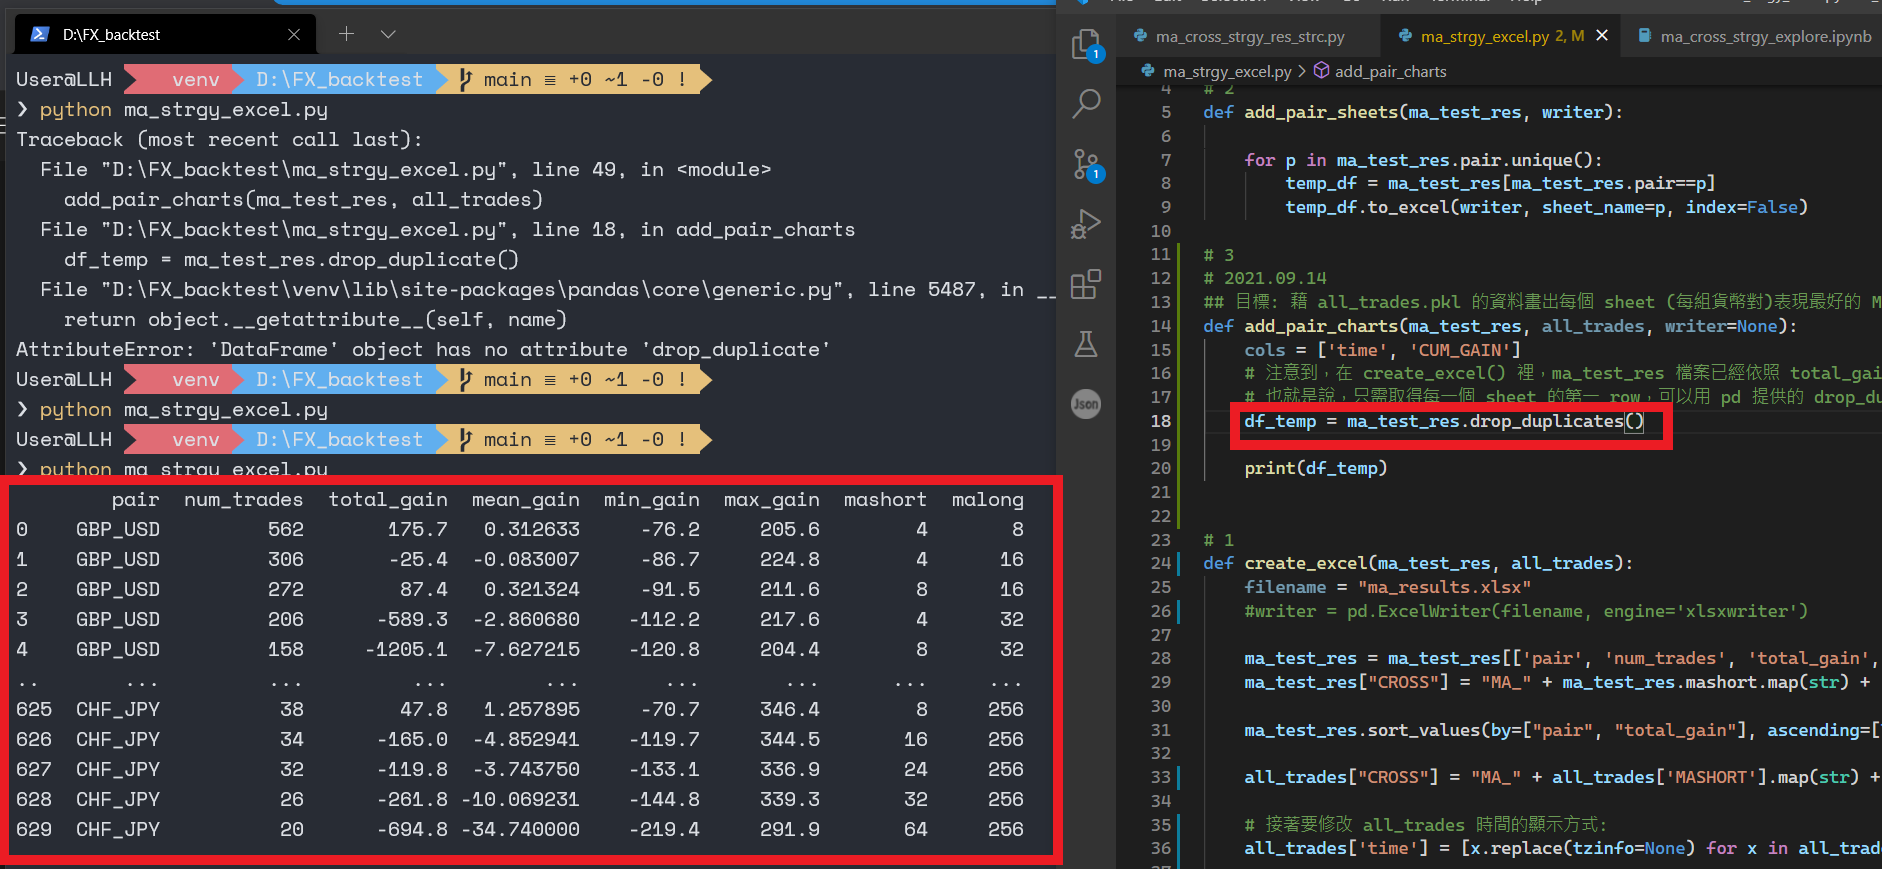 D:\FX_backtest
User@LLH venv D:\FX_backtest main ≡ +0 ~1 -0 !
❯ python ma_strgy_excel.py
Traceback (most recent call last):
File "D:\FX_backtest\ma_strgy_excel.py", line 49, in <module>
add_pair_charts(ma_test_res, all_trades)
File "D:\FX_backtest\ma_strgy_excel.py", line 18, in add_pair_charts
df_temp = ma_test_res.drop_duplicate()
File "D:\FX_backtest\venv\lib\site-packages\pandas\core\generic.py", line 5487, in __
return object.__getattribute__(self, name)
AttributeError: 'DataFrame' object has no attribute 'drop_duplicate'
User@LLH venv D:\FX_backtest main ≡ +0 ~1 -0 !
❯ python ma_strgy_excel.py
User@LLH venv D:\FX_backtest main ≡ +0 ~1 -0 !
❯ python ma_strgy_excel.py
pair num_trades total_gain mean_gain min_gain max_gain mashort malong
0 GBP_USD 562 175.7 0.312633 -76.2 205.6 4 8
1 GBP_USD 306 -25.4 -0.083007 -86.7 224.8 4 16
2 GBP_USD 272 87.4 0.321324 -91.5 211.6 8 16
3 GBP_USD 206 -589.3 -2.860680 -112.2 217.6 4 32
4 GBP_USD 158 -1205.1 -7.627215 -120.8 204.4 8 32
.. ... ... ... ... ... ... ... ...
625 CHF_JPY 38 47.8 1.257895 -70.7 346.4 8 256
626 CHF_JPY 34 -165.0 -4.852941 -119.7 344.5 16 256
627 CHF_JPY 32 -119.8 -3.743750 -133.1 336.9 24 256
628 CHF_JPY 26 -261.8 -10.069231 -144.8 339.3 32 256
629 CHF_JPY 20 -694.8 -34.740000 -219.4 291.9 64 256
ma_cross_strgy_res_strc.py ma_strgy_excel.py 2, M ma_cross_strgy_explore.ipynb
ma_strgy_excel.py > add_pair_charts
1
1
Json
4 # 2
5 def add_pair_sheets(ma_test_res, writer):
6
7 for p in ma_test_res.pair.unique():
8 temp_df = ma_test_res[ma_test_res.pair==p]
9 temp_df.to_excel(writer, sheet_name=p, index=False)
10
11 # 3
12 # 2021.09.14
13 ## 目標: 藉 all_trades.pkl 的資料畫出每個 sheet (每組貨幣對)表現最好的 M
14 def add_pair_charts(ma_test_res, all_trades, writer=None):
15 cols = ['time', 'CUM_GAIN']
16 # 注意到，在 create_excel() 裡，ma_test_res 檔案已經依照 total_gai
17 # 也就是說，只需取得每一個 sheet 的第一 row，可以用 pd 提供的 drop_du
18 df_temp = ma_test_res.drop_duplicates()
19
20 print(df_temp)
21
22
23 # 1
24 def create_excel(ma_test_res, all_trades):
25 filename = "ma_results.xlsx"
26 #writer = pd.ExcelWriter(filename, engine='xlsxwriter')
27
28 ma_test_res = ma_test_res[['pair', 'num_trades', 'total_gain',
29 ma_test_res["CROSS"] = "MA_" + ma_test_res.mashort.map(str) +
30
31 ma_test_res.sort_values(by=["pair", "total_gain"], ascending=[
32
33 all_trades["CROSS"] = "MA_" + all_trades['MASHORT'].map(str) +
34
35 # 接著要修改 all_trades 時間的顯示方式:
36 all_trades['time'] = [x.replace(tzinfo=None) for x in all_trade